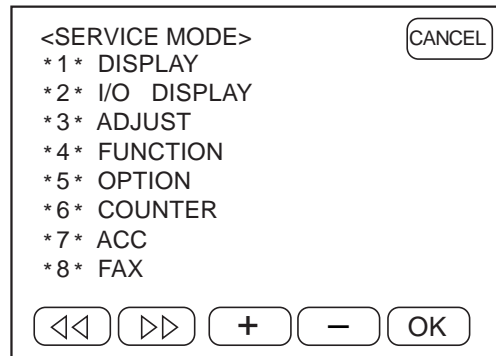 <SERVICE MODE> CANCEL
*1* DISPLAY
*2* I/O DISPLAY
*3* ADJUST
*4* FUNCTION
*5* OPTION
*6* COUNTER
*7* ACC
*8* FAX
+ − OK